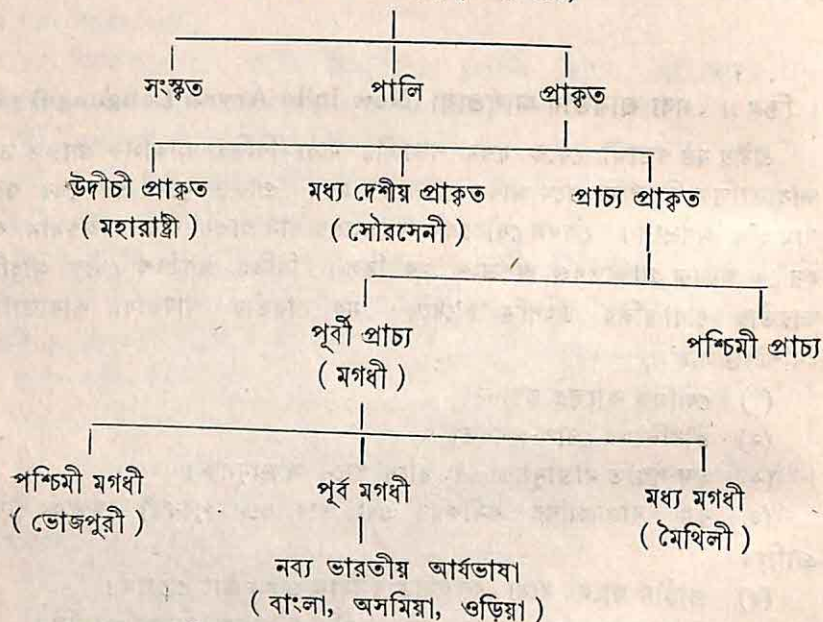 সংস্কৃত পালি প্রাকৃত
উদীচী প্রাকৃত মধ্য দেশীয় প্রাকৃত প্রাচ্য প্রাকৃত
( মহারাষ্ট্রী ) ( সৌরসেনী )
পূর্বী প্রাচ্য পশ্চিমী প্রাচ্য
( মগধী )
পশ্চিমী মগধী পূর্ব মগধী মধ্য মগধী
( ভোজপুরী ) ( মৈথিলী )
নব্য ভারতীয় আর্যভাষা
( বাংলা, অসমিয়া, ওড়িয়া )